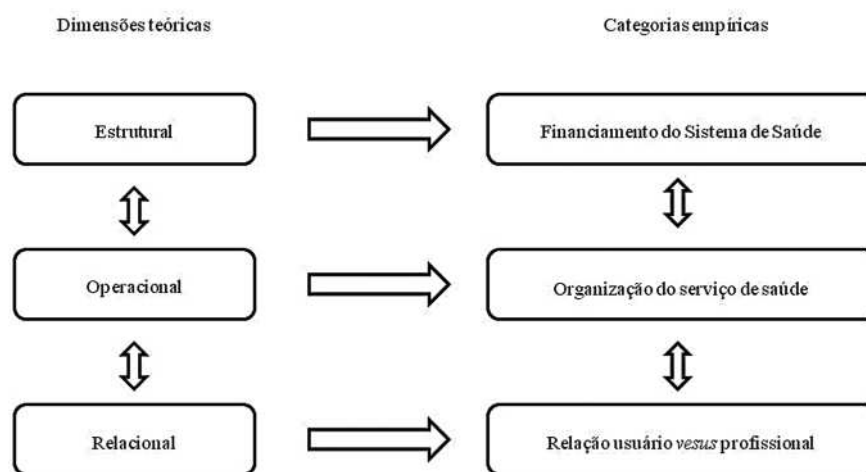 Dimensões teóricas
Categorias empíricas
Estrutural
Financiamento do Sistema de Saúde
Operacional
Organização do serviço de saúde
Relacional
Relação usuário vesus profissional